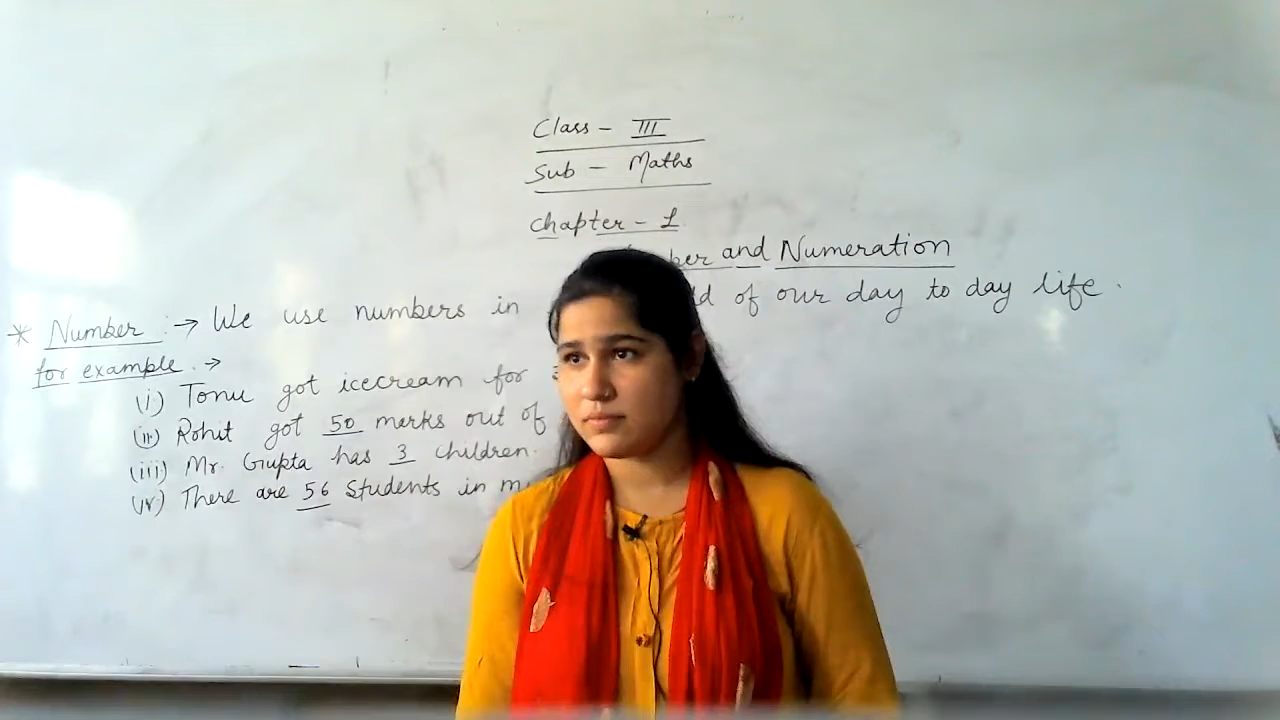 Class - III
Sub - Maths
Chapter - 1
and Numeration
* Number :→ We use numbers in of our day to day life.
for example .→
(i) Tonu got icecream for
(ii) Rohit got 50 marks out of
(iii) Mr. Gupta has 3 children.
(iv) There are 56 students in